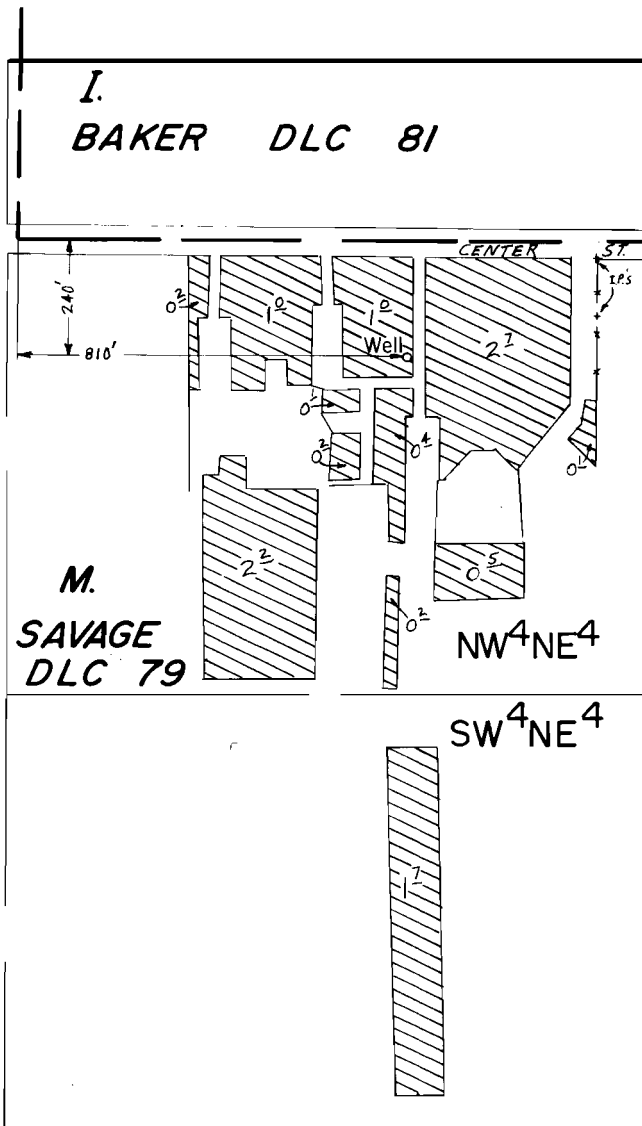 I.
BAKER DLC 81
CENTER ST.
I.P.'S
240'
0²
1⁰
1⁰
2⁷
810'
Well
0¹
0²
0⁴
0¹
2²
0⁵
0²
M.
SAVAGE
DLC 79
NW⁴NE⁴
SW⁴NE⁴
1⁷